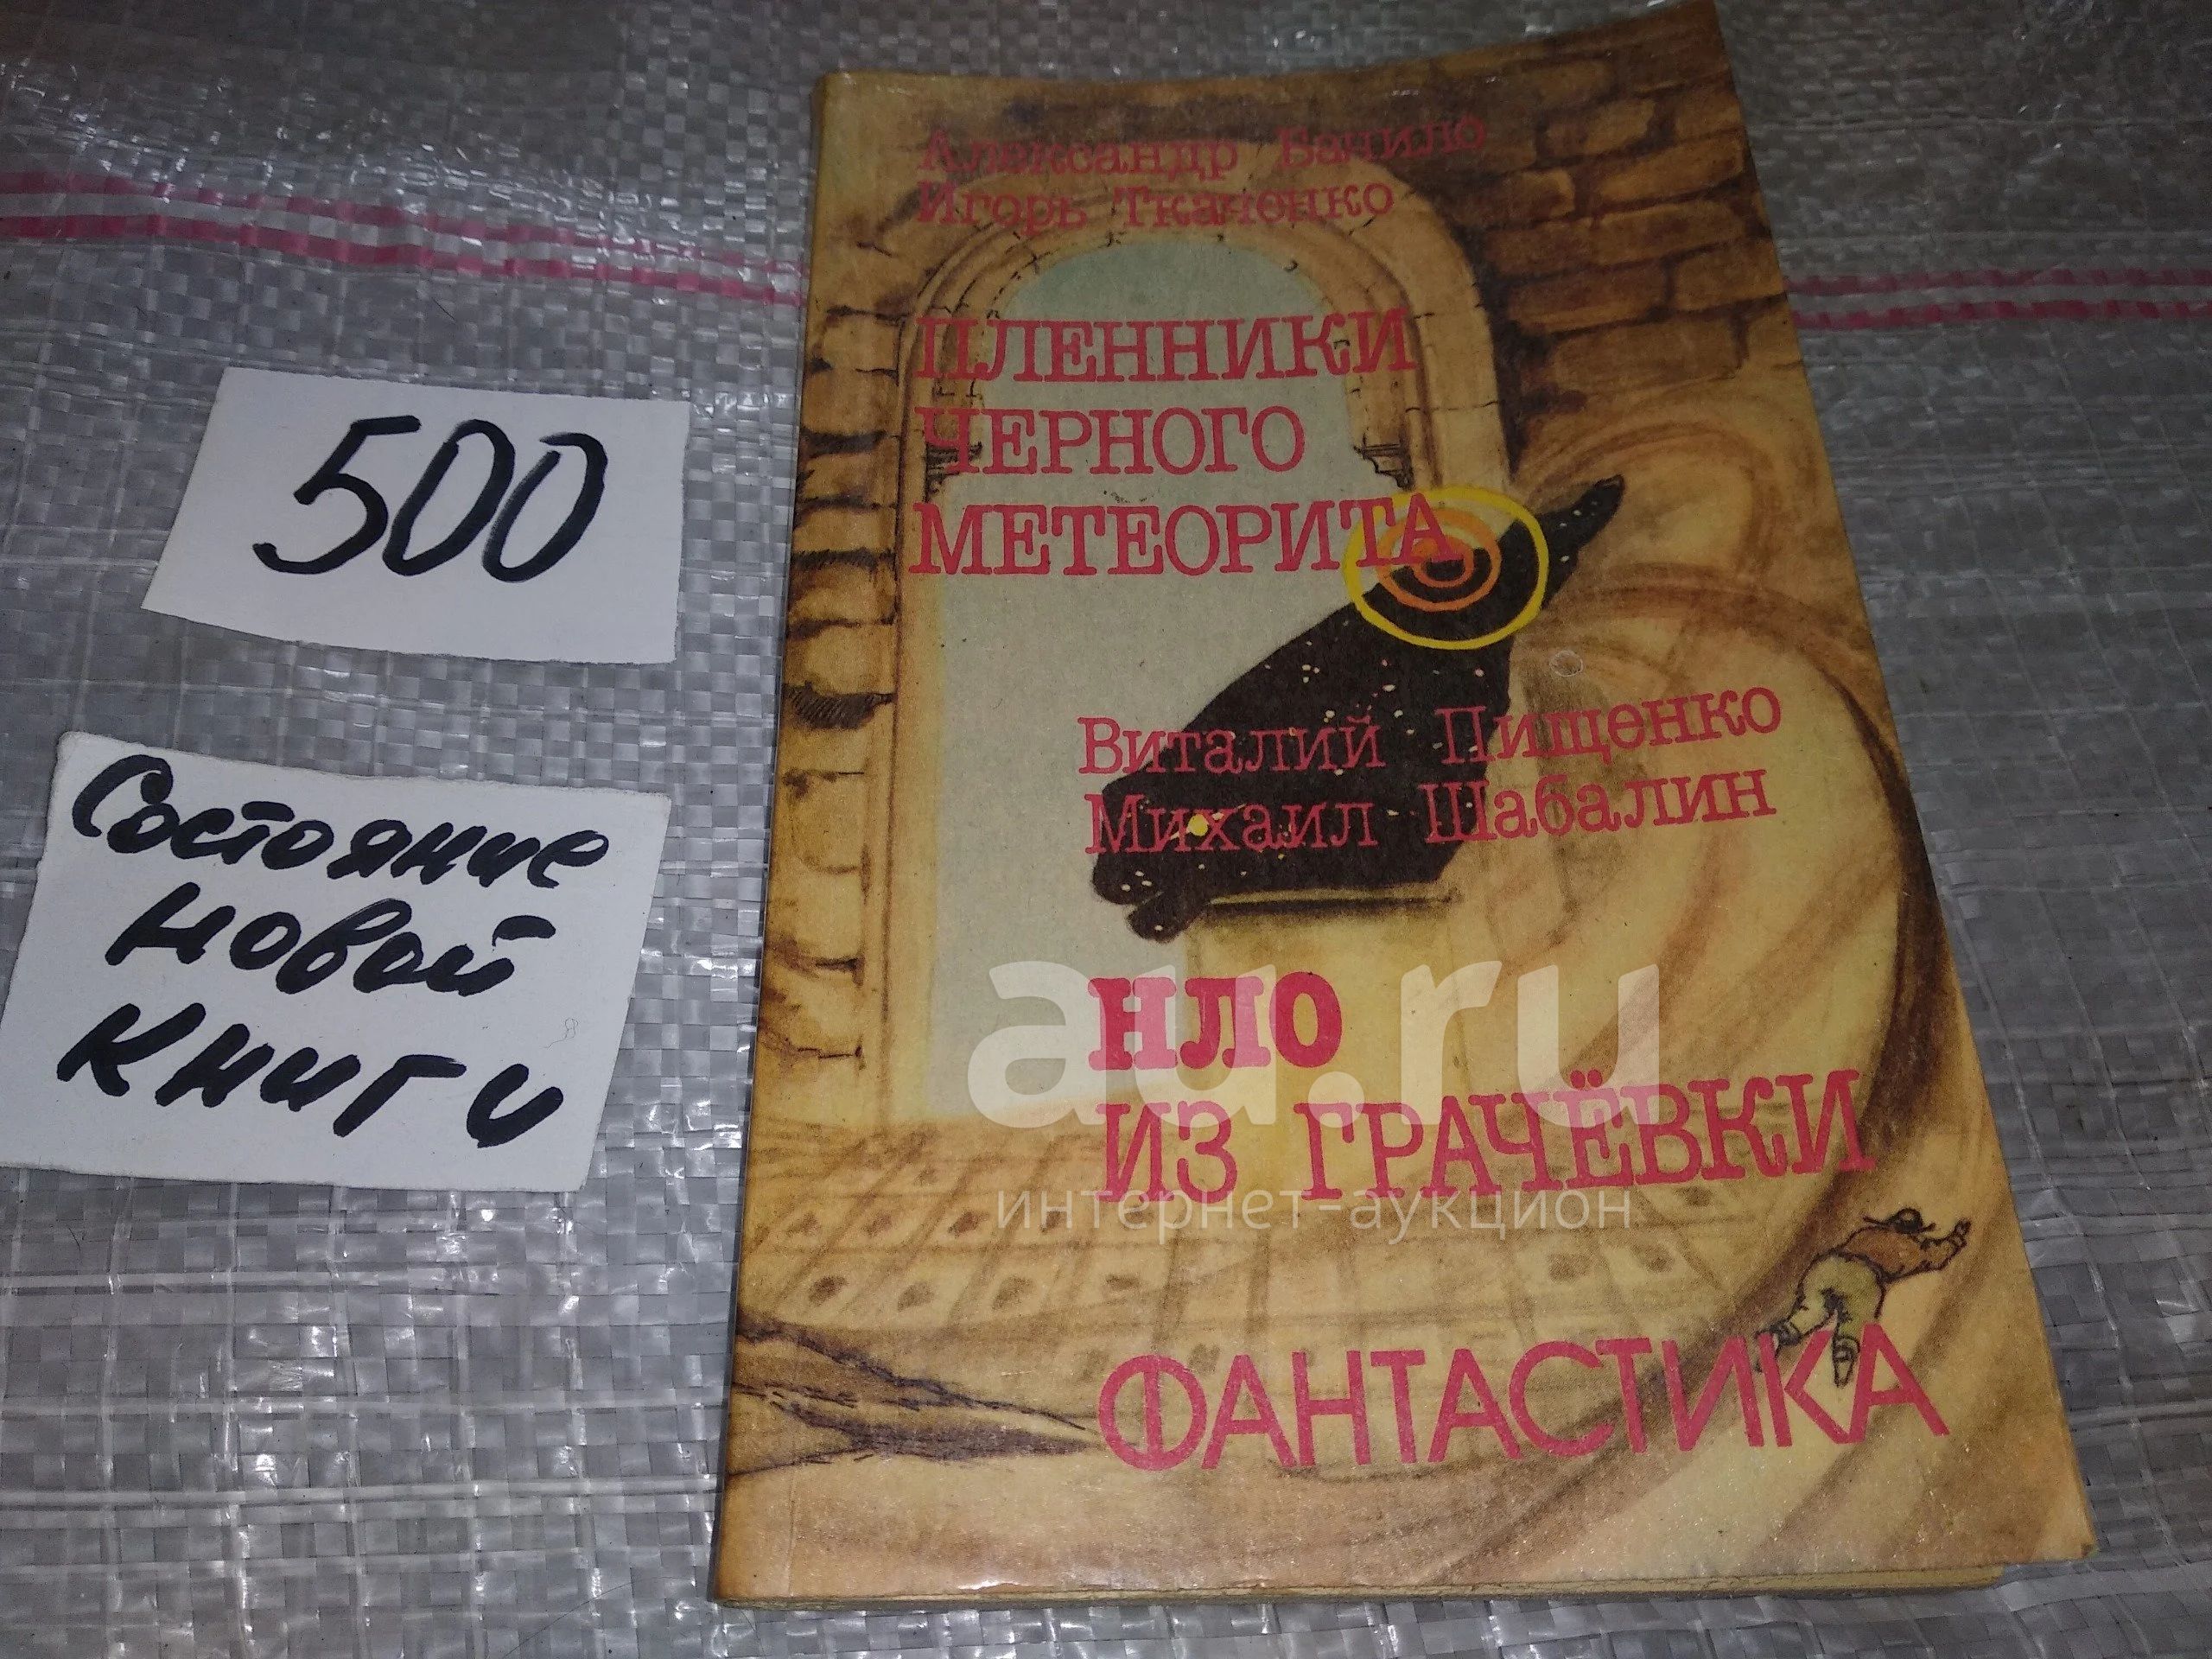 500
Состояние
новой
книги
Александр Бачило
Игорь Ткаченко
ПЛЕННИКИ
ЧЕРНОГО
МЕТЕОРИТА
Виталий Пищенко
Михаил Шабалин
НЛО
ИЗ ГРАЧЁВКИ
ФАНТАСТИКА
au.ru
интернет-аукцион